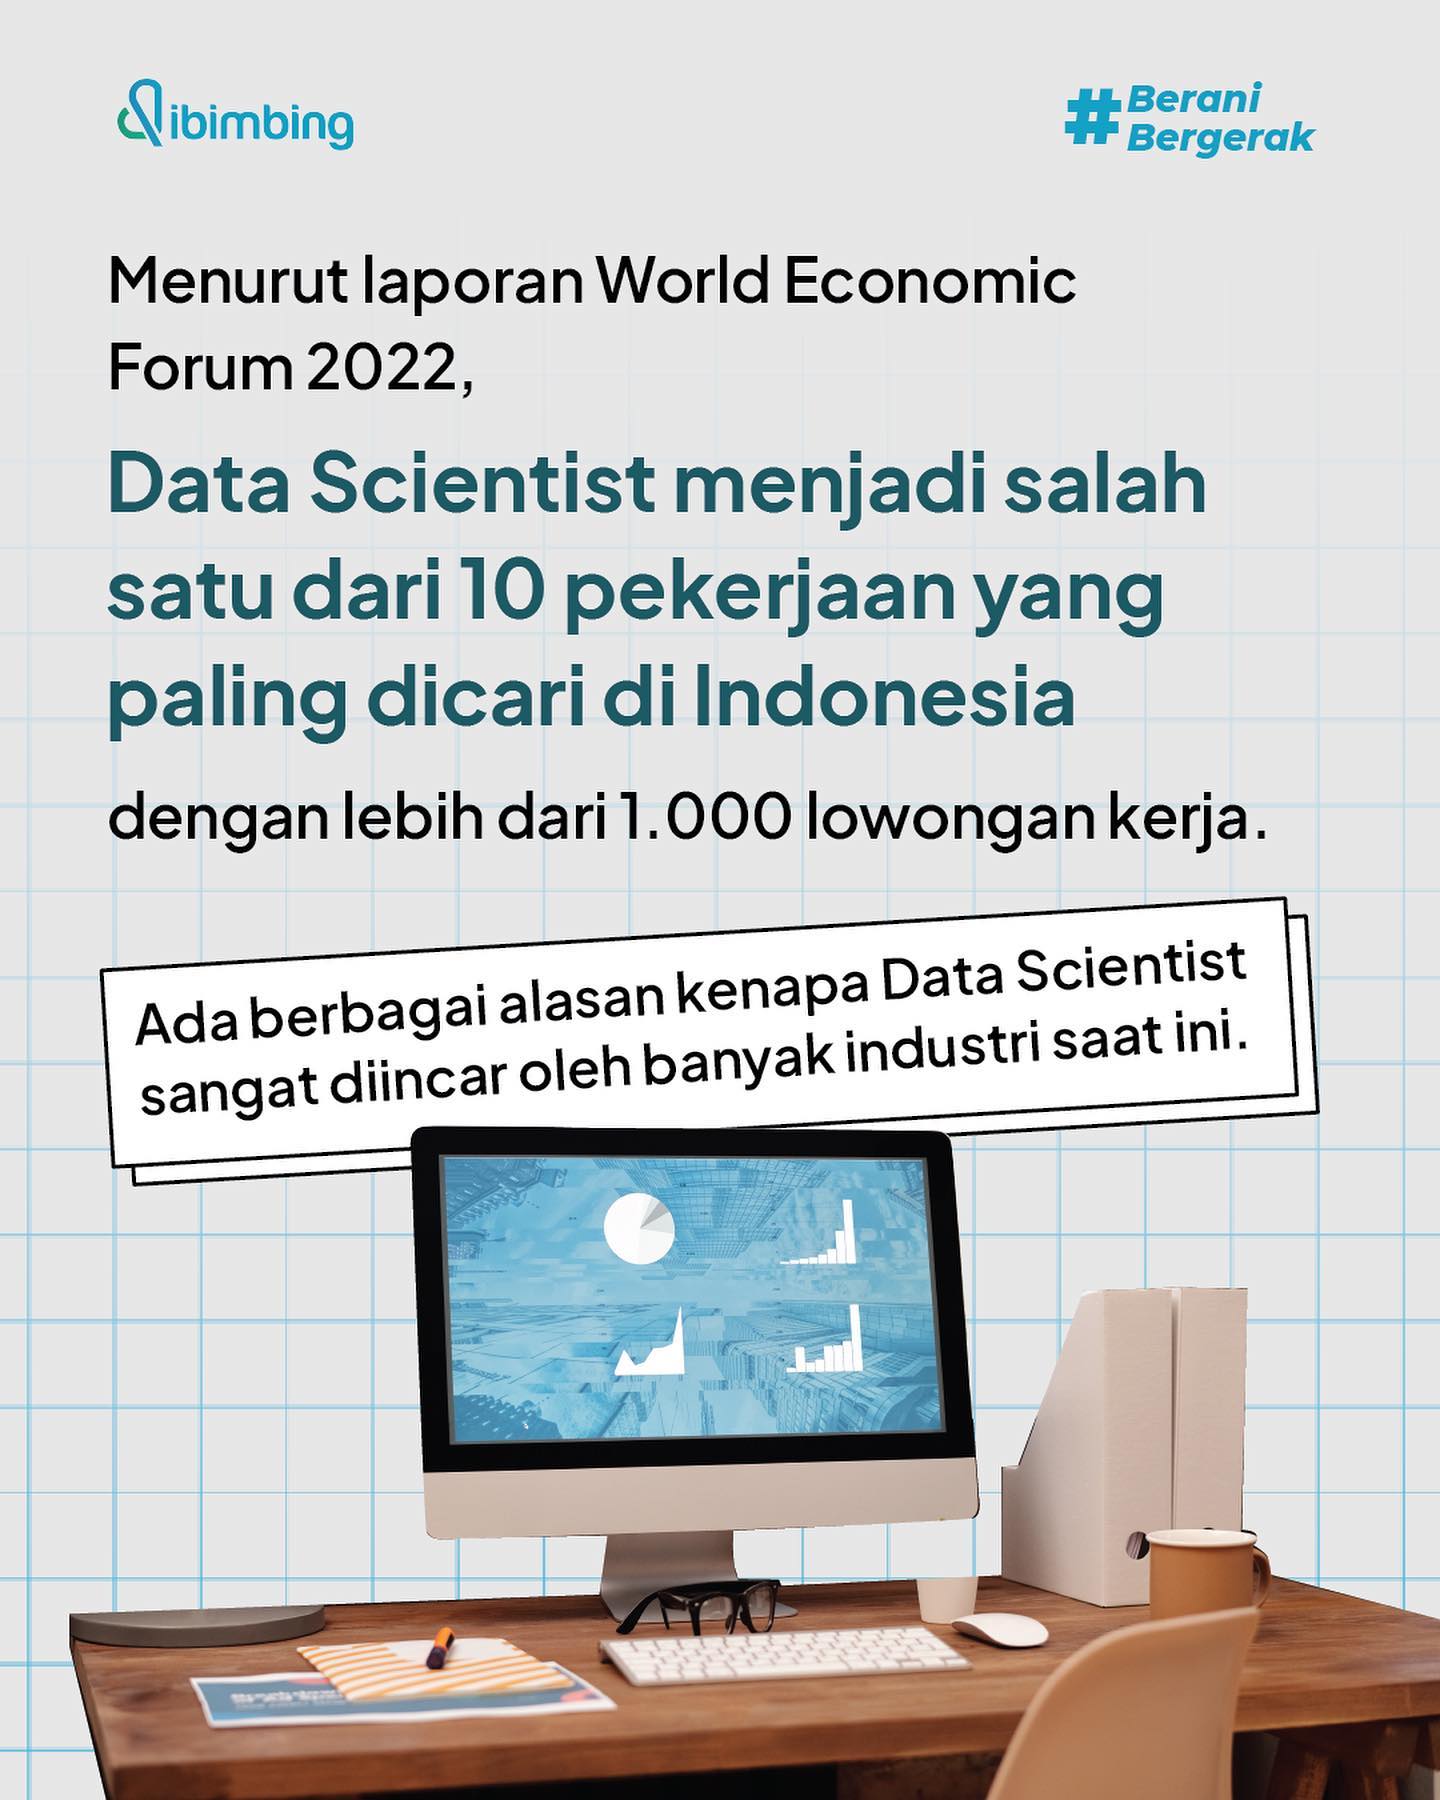 dibimbing
#Berani
Bergerak
Menurut laporan World Economic
Forum 2022,
Data Scientist menjadi salah
satu dari 10 pekerjaan yang
paling dicari di Indonesia
dengan lebih dari 1.000 lowongan kerja.
Ada berbagai alasan kenapa Data Scientist
sangat diincar oleh banyak industri saat ini.